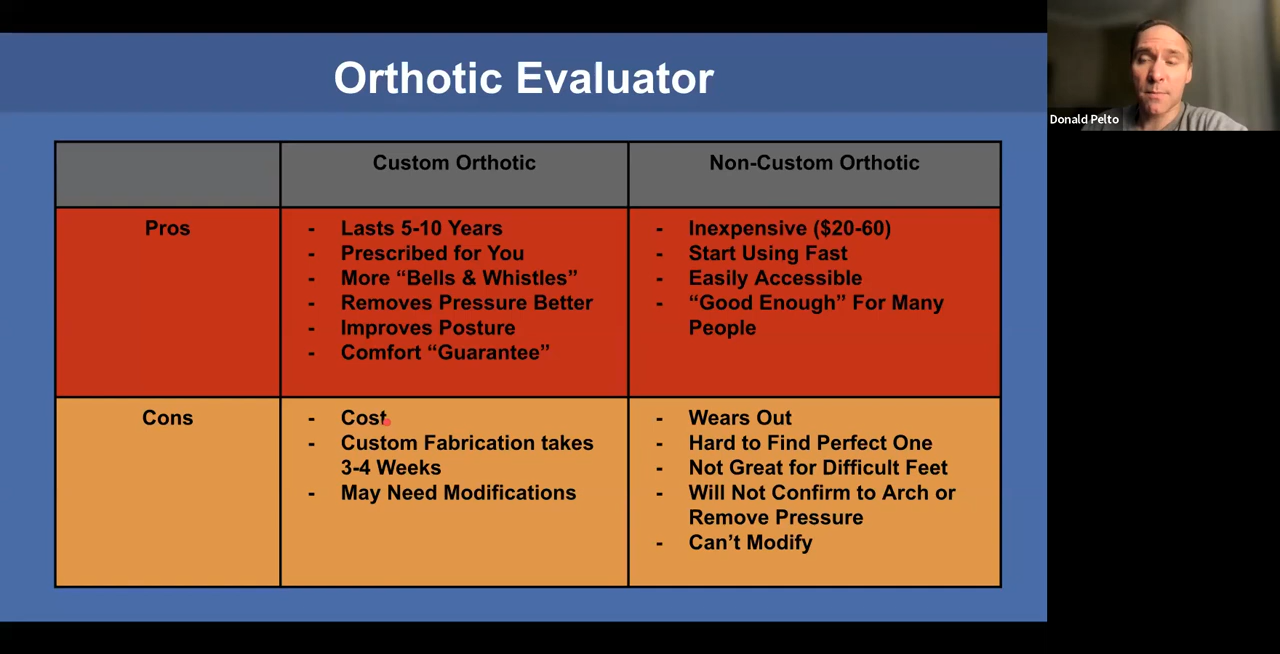 Orthotic Evaluator
Donald Pelto
Custom Orthotic
Non-Custom Orthotic
Pros
- Lasts 5-10 Years
- Prescribed for You
- More “Bells & Whistles”
- Removes Pressure Better
- Improves Posture
- Comfort “Guarantee”
- Inexpensive ($20-60)
- Start Using Fast
- Easily Accessible
- “Good Enough” For Many
People
Cons
- Cost
- Custom Fabrication takes
3-4 Weeks
- May Need Modifications
- Wears Out
- Hard to Find Perfect One
- Not Great for Difficult Feet
- Will Not Confirm to Arch or
Remove Pressure
- Can’t Modify